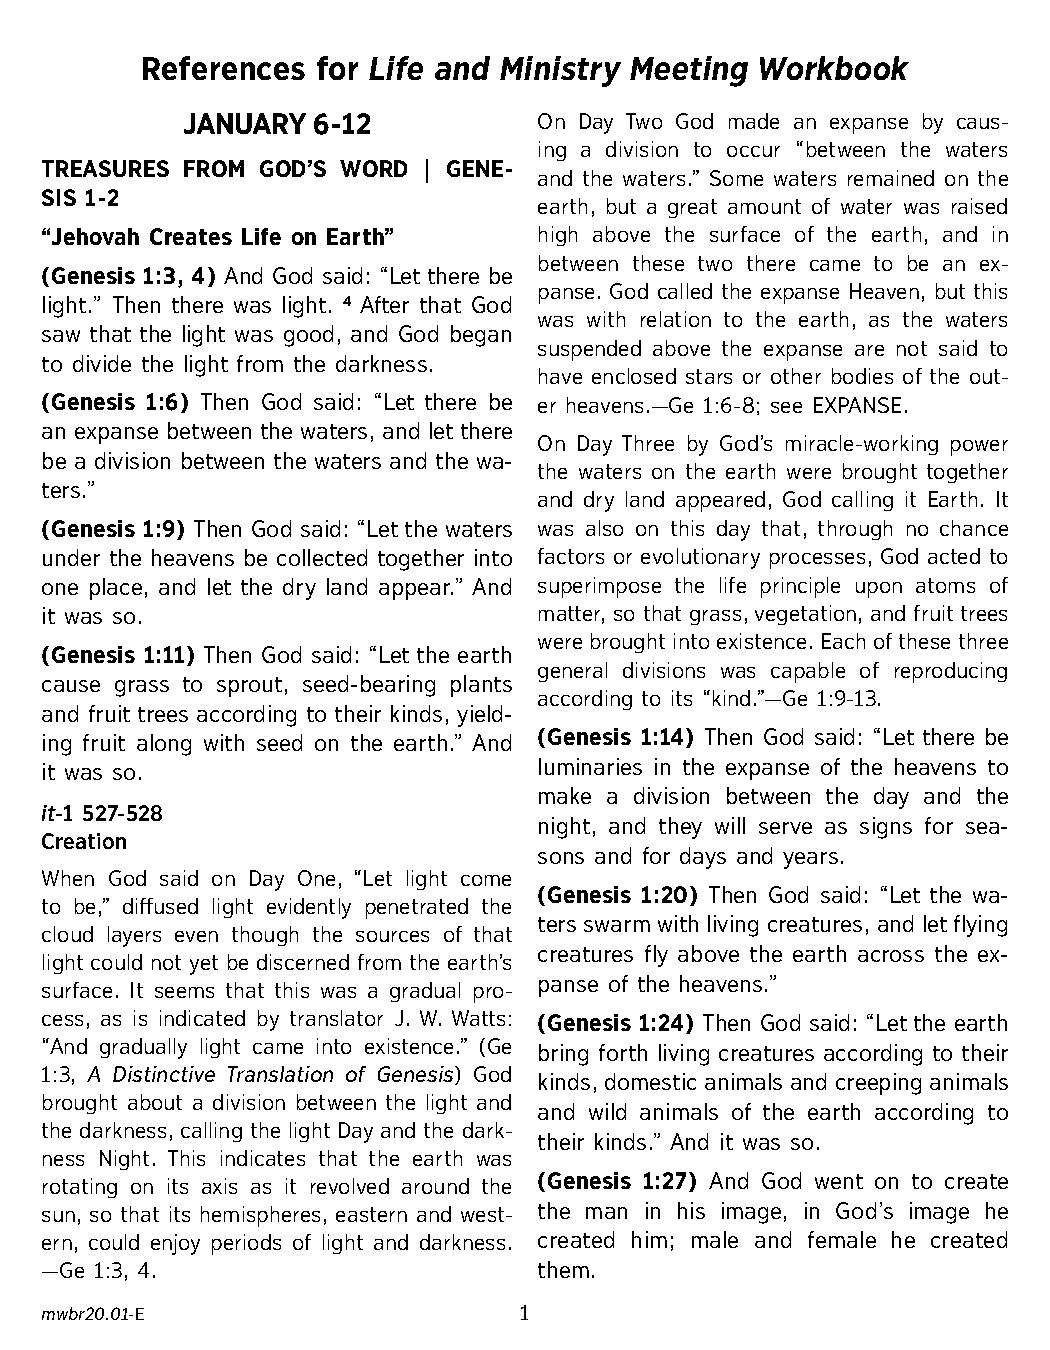 References for Life and Ministry Meeting Workbook
JANUARY 6-12
TREASURES FROM GOD’S WORD | GENE-
SIS 1-2
“Jehovah Creates Life on Earth”
(Genesis 1:3, 4) And God said: “Let there be
light.” Then there was light. ⁴ After that God
saw that the light was good, and God began
to divide the light from the darkness.
(Genesis 1:6) Then God said: “Let there be
an expanse between the waters, and let there
be a division between the waters and the wa-
ters.”
(Genesis 1:9) Then God said: “Let the waters
under the heavens be collected together into
one place, and let the dry land appear.” And
it was so.
(Genesis 1:11) Then God said: “Let the earth
cause grass to sprout, seed-bearing plants
and fruit trees according to their kinds, yield-
ing fruit along with seed on the earth.” And
it was so.
it-1 527-528
Creation
When God said on Day One, “Let light come
to be,” diffused light evidently penetrated the
cloud layers even though the sources of that
light could not yet be discerned from the earth’s
surface. It seems that this was a gradual pro-
cess, as is indicated by translator J. W. Watts:
“And gradually light came into existence.” (Ge
1:3, A Distinctive Translation of Genesis) God
brought about a division between the light and
the darkness, calling the light Day and the dark-
ness Night. This indicates that the earth was
rotating on its axis as it revolved around the
sun, so that its hemispheres, eastern and west-
ern, could enjoy periods of light and darkness.
—Ge 1:3, 4.
On Day Two God made an expanse by caus-
ing a division to occur “between the waters
and the waters.” Some waters remained on the
earth, but a great amount of water was raised
high above the surface of the earth, and in
between these two there came to be an ex-
panse. God called the expanse Heaven, but this
was with relation to the earth, as the waters
suspended above the expanse are not said to
have enclosed stars or other bodies of the out-
er heavens.—Ge 1:6-8; see EXPANSE.
On Day Three by God’s miracle-working power
the waters on the earth were brought together
and dry land appeared, God calling it Earth. It
was also on this day that, through no chance
factors or evolutionary processes, God acted to
superimpose the life principle upon atoms of
matter, so that grass, vegetation, and fruit trees
were brought into existence. Each of these three
general divisions was capable of reproducing
according to its “kind.”—Ge 1:9-13.
(Genesis 1:14) Then God said: “Let there be
luminaries in the expanse of the heavens to
make a division between the day and the
night, and they will serve as signs for sea-
sons and for days and years.
(Genesis 1:20) Then God said: “Let the wa-
ters swarm with living creatures, and let flying
creatures fly above the earth across the ex-
panse of the heavens.”
(Genesis 1:24) Then God said: “Let the earth
bring forth living creatures according to their
kinds, domestic animals and creeping animals
and wild animals of the earth according to
their kinds.” And it was so.
(Genesis 1:27) And God went on to create
the man in his image, in God’s image he
created him; male and female he created
them.
mwbr20.01-E
1